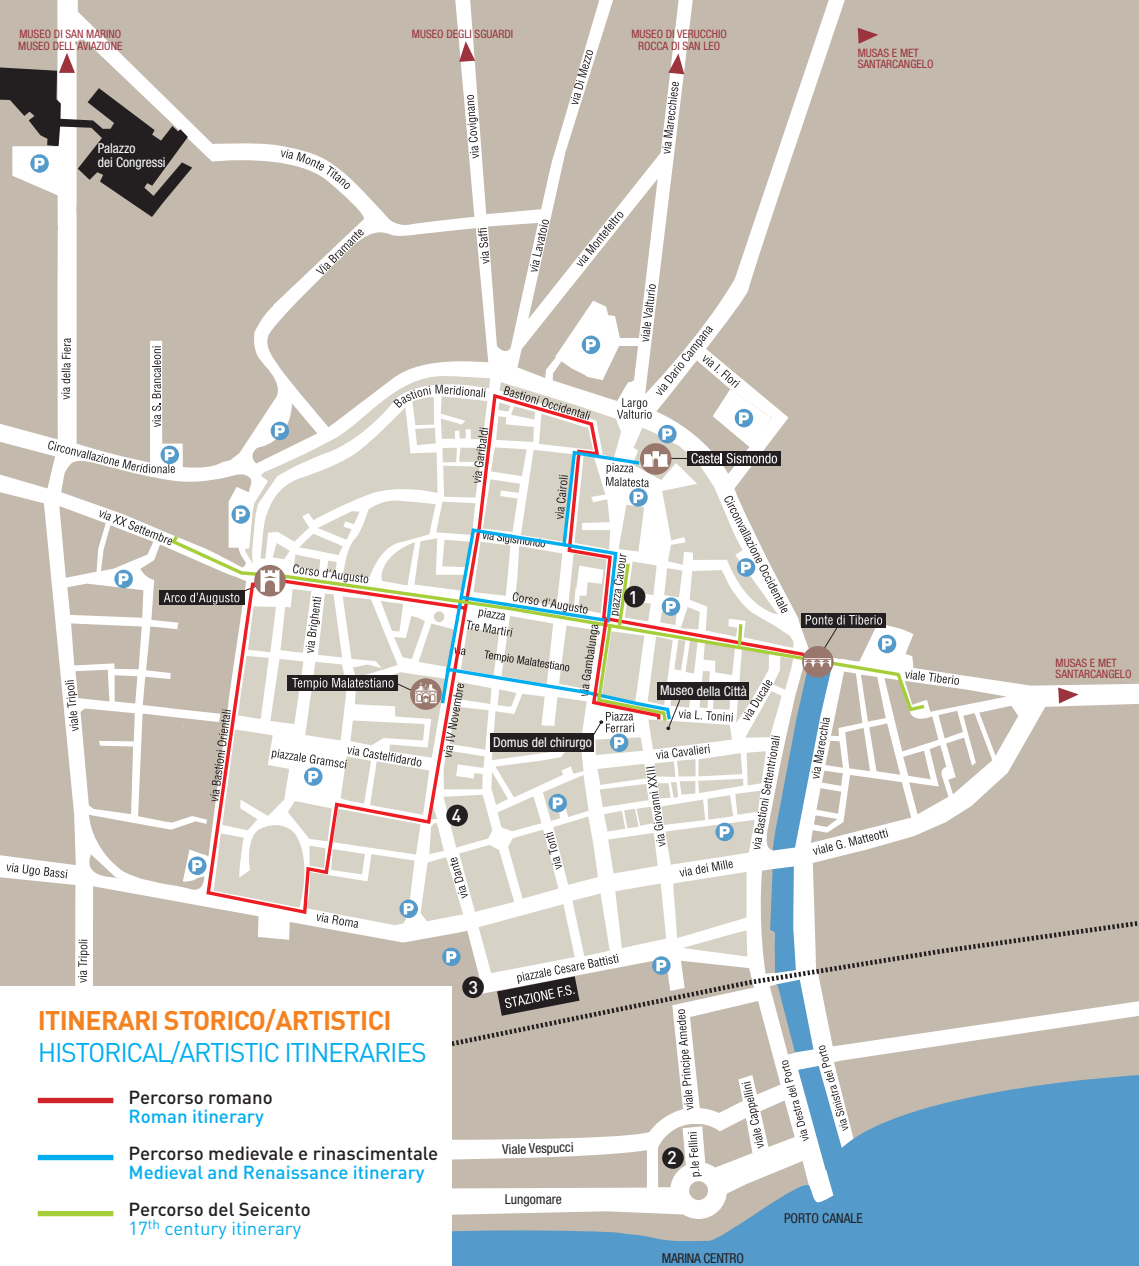 MUSEO DI SAN MARINO
MUSEO DELL'AVIAZIONE
MUSEO DEGLI SGUARDI
MUSEO DI VERUCCHIO
ROCCA DI SAN LEO
MUSAS E MET
SANTARCANGELO
via Di Mezzo
via Covignano
via Marecchiese
P
Palazzo
dei Congressi
via Monte Titano
Via Bramante
via Saffi
via Lavatoio
via Montefeltro
viale Valturio
via Dario Campana
via I. Flori
P
via della Fiera
via S. Brancaleoni
Bastioni Meridionali
Bastioni Occidentali
Largo
Valturio
P
P
P
Circonvallazione Meridionale
P
via Garibaldi
Castel Sismondo
piazza
Malatesta
P
via Cairoli
Circonvallazione Occidentale
via XX Settembre
P
via Sigismondo
P
P
Corso d'Augusto
Arco d'Augusto
Corso d'Augusto
piazza Cavour
1
P
piazza
Tre Martiri
via Brighenti
Ponte di Tiberio
P
via
Tempio Malatestiano
via Gambalunga
MUSAS E MET
SANTARCANGELO
viale Tiberio
Tempio Malatestiano
Museo della Città
via Ducale
viale Tripoli
via IV Novembre
Piazza
Ferrari
via L. Tonini
Domus del chirurgo
P
via Bastioni Orientali
via Castelfidardo
piazzale Gramsci
P
via Cavalieri
via Marecchia
via Bastioni Settentrionali
via Giovanni XXIII
4
P
P
via Tonti
viale G. Matteotti
via Ugo Bassi
P
via Dante
via dei Mille
P
via Roma
via Tripoli
P
P
piazzale Cesare Battisti
3
STAZIONE F.S.
viale Principe Amedeo
via Destra del Porto
via Sinistra del Porto
viale Cappellini
Viale Vespucci
2
p.le Fellini
Lungomare
PORTO CANALE
MARINA CENTRO
ITINERARI STORICO/ARTISTICI
HISTORICAL/ARTISTIC ITINERARIES
Percorso romano
Roman itinerary
Percorso medievale e rinascimentale
Medieval and Renaissance itinerary
Percorso del Seicento
17th century itinerary